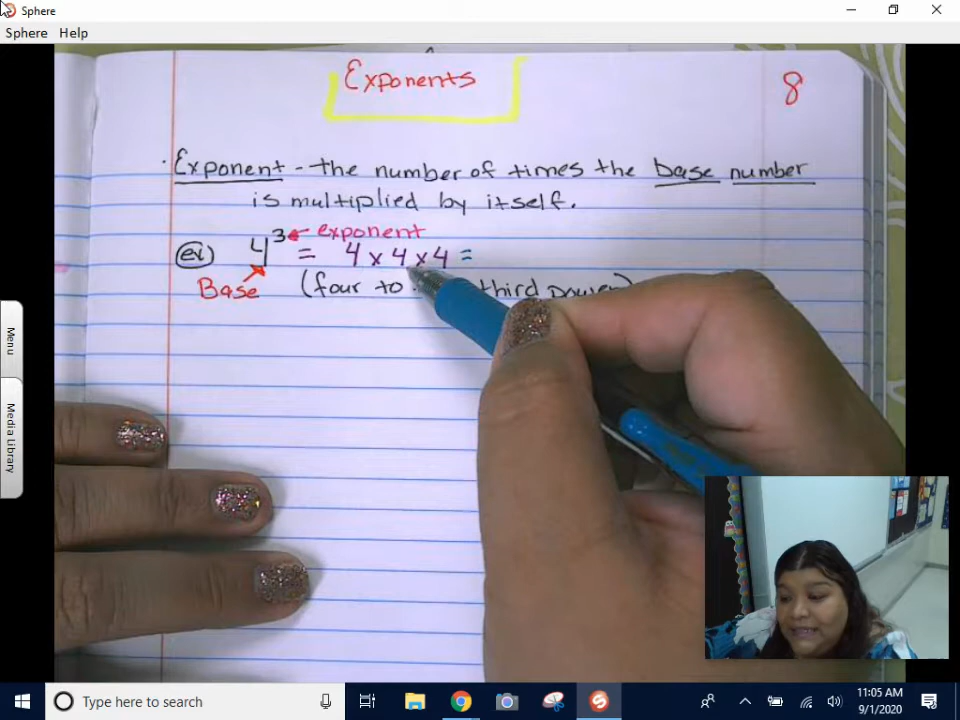 Sphere
Sphere Help
Exponents
8
· Exponent - the number of times the base number
is multiplied by itself.
ex) 4³ ← exponent
= 4 x 4 x 4 =
Base (four to third power)
Menu
Media Library
Type here to search
11:05 AM
9/1/2020